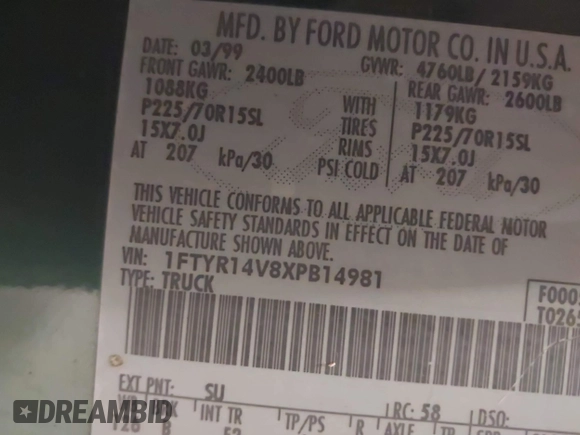 MFD. BY FORD MOTOR CO. IN U.S.A.
DATE: 03/99 GVWR: 4760LB/ 2159KG
FRONT GAWR: 2400LB REAR GAWR: 2600LB
1088KG WITH 1179KG
P225/70R15SL TIRES P225/70R15SL
15X7.0J RIMS 15X7.0J
AT 207 kPa/30 PSI COLD AT 207 kPa/30
THIS VEHICLE CONFORMS TO ALL APPLICABLE FEDERAL MOTOR
VEHICLE SAFETY STANDARDS IN EFFECT ON THE DATE OF
MANUFACTURE SHOWN ABOVE.
VIN: 1FTYR14V8XPB14981
TYPE: TRUCK
F000
T0265
EXT PNT: SU RC: 58 DSO:
INT TR TP/PS R AXLE TR
DREAMBID